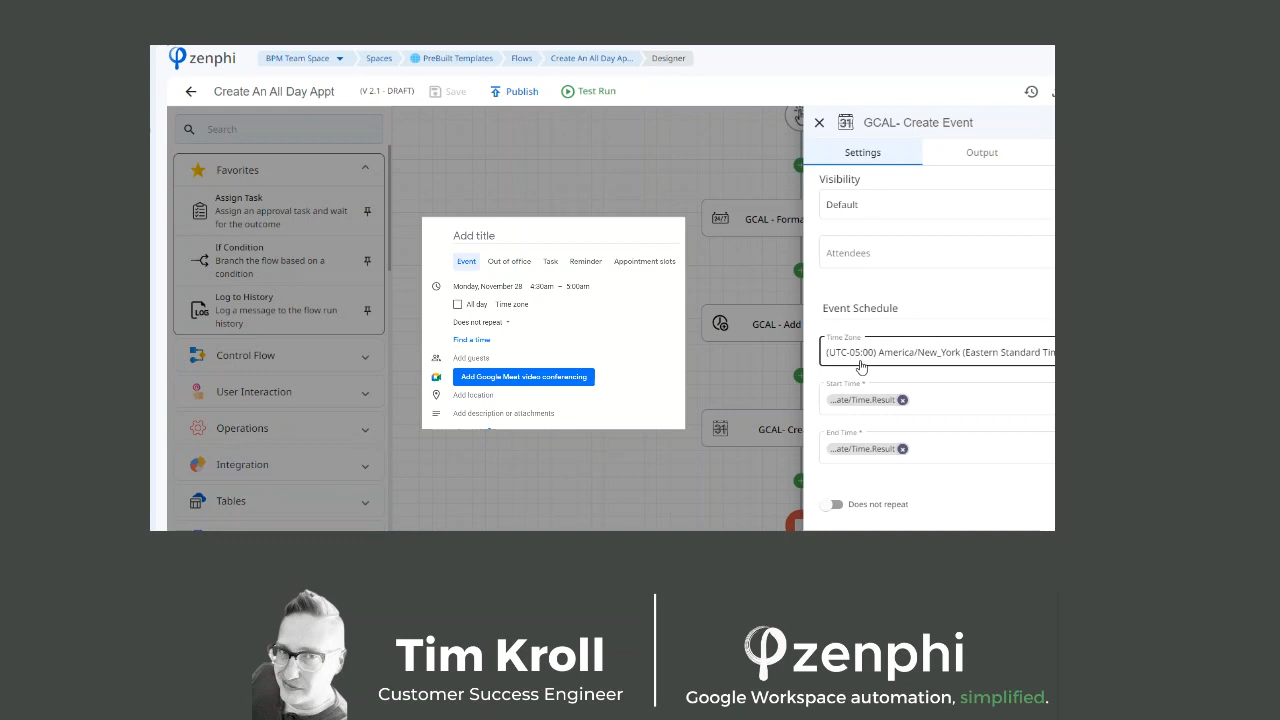 zenphi
BPM Team Space
Spaces
PreBuilt Templates
Flows
Create An All Day Ap...
Designer
Create An All Day Appt
(V 2.1 - DRAFT)
Save
Publish
Test Run
Search
Favorites
Assign Task
Assign an approval task and wait
for the outcome
If Condition
Branch the flow based on a
condition
Log to History
LOG
Log a message to the flow run
history
Control Flow
User Interaction
Operations
Integration
Tables
Add title
Event
Out of office
Task
Reminder
Appointment slots
Monday, November 28 4:30am – 5:00am
All day
Time zone
Does not repeat
Find a time
Add guests
Add Google Meet video conferencing
Add location
Add description or attachments
24/7
GCAL - Forma
GCAL - Add
31
GCAL- Cre
31
GCAL- Create Event
Settings
Output
Visibility
Default
Attendees
Event Schedule
Time Zone
(UTC-05:00) America/New_York (Eastern Standard Tim
Start Time *
...ate/Time.Result
End Time *
...ate/Time.Result
Does not repeat
Tim Kroll
Customer Success Engineer
zenphi
Google Workspace automation, simplified.